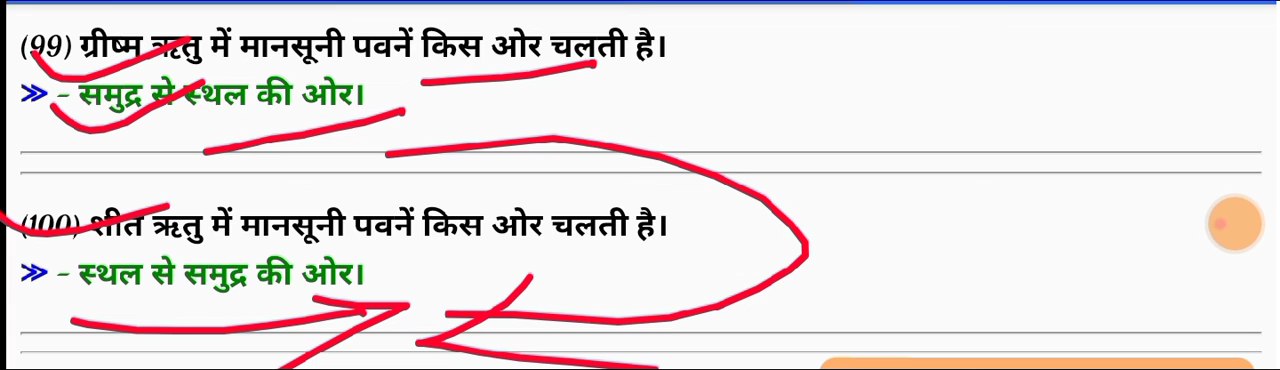 (99) ग्रीष्म ऋतु में मानसूनी पवनें किस ओर चलती है।
≫ - समुद्र से स्थल की ओर।
(100) शीत ऋतु में मानसूनी पवनें किस ओर चलती है।
≫ - स्थल से समुद्र की ओर।